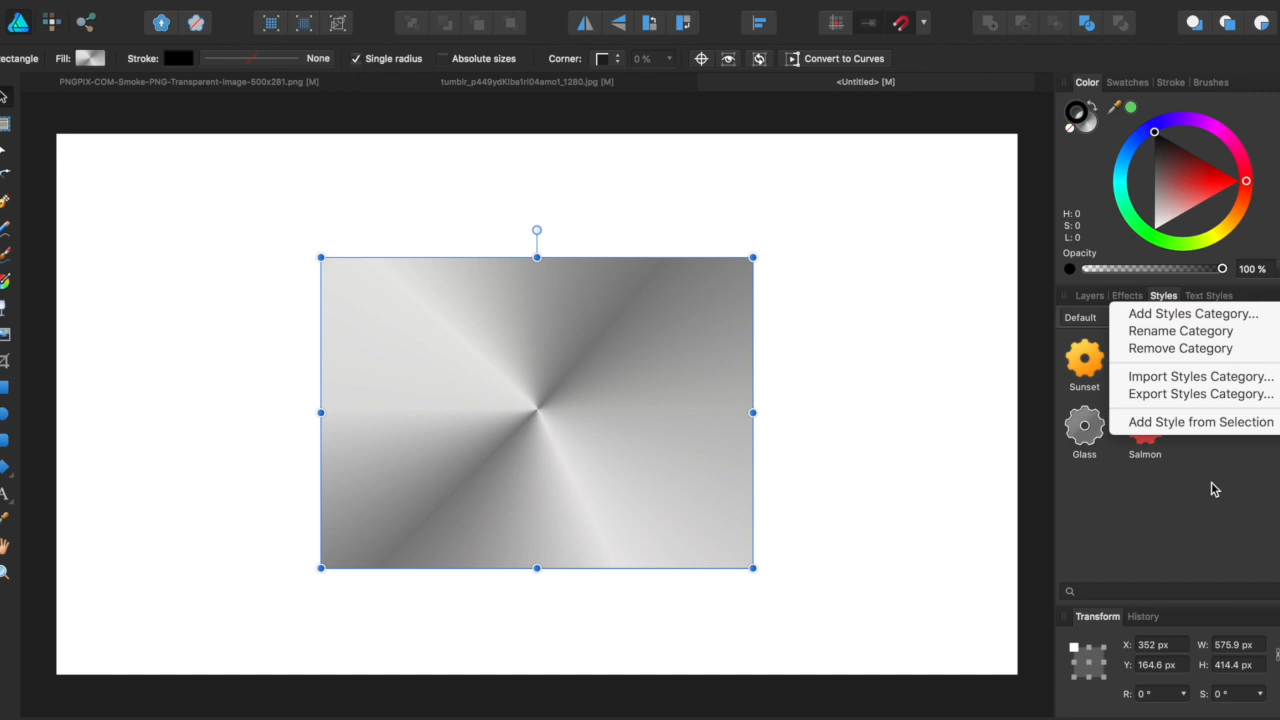 ectangle Fill: Stroke: None Single radius Absolute sizes Corner: 0 % Convert to Curves
PNGPIX-COM-Smoke-PNG-Transparent-Image-500x281.png [M] tumblr_p449ydKIba1rl04amo1_1280.jpg [M] <Untitled> [M]
Color Swatches Stroke Brushes
H: 0
S: 0
L: 0
Opacity
100 %
Layers Effects Styles Text Styles
Default
Add Styles Category...
Rename Category
Remove Category
Import Styles Category...
Export Styles Category...
Add Style from Selection
Sunset
Glass Salmon
Transform History
X: 352 px W: 575.9 px
Y: 164.6 px H: 414.4 px
R: 0 ° S: 0 °
A